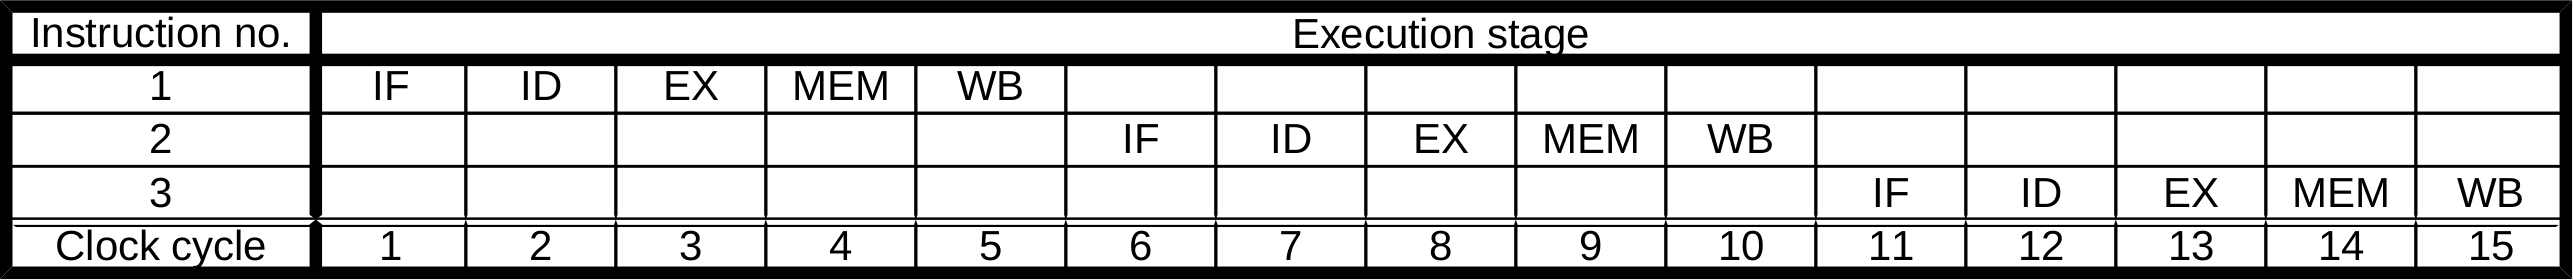 Instruction no. Execution stage
1 IF ID EX MEM WB
2 IF ID EX MEM WB
3 IF ID EX MEM WB
Clock cycle 1 2 3 4 5 6 7 8 9 10 11 12 13 14 15